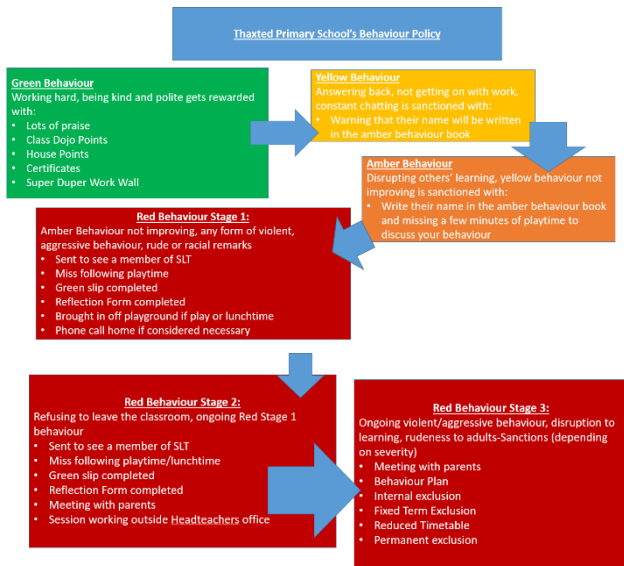 Thaxted Primary School's Behaviour Policy
Green Behaviour
Working hard, being kind and polite gets rewarded
with:
• Lots of praise
• Class Dojo Points
• House Points
• Certificates
• Super Duper Work Wall
Yellow Behaviour
Answering back, not getting on with work,
constant chatting is sanctioned with:
• Warning that their name will be written
in the amber behaviour book
Amber Behaviour
Disrupting others' learning, yellow behaviour not
improving is sanctioned with:
• Write their name in the amber behaviour book
and missing a few minutes of playtime to
discuss your behaviour
Red Behaviour Stage 1:
Amber Behaviour not improving, any form of violent,
aggressive behaviour, rude or racial remarks
• Sent to see a member of SLT
• Miss following playtime
• Green slip completed
• Reflection Form completed
• Brought in off playground if play or lunchtime
• Phone call home if considered necessary
Red Behaviour Stage 2:
Refusing to leave the classroom, ongoing Red Stage 1
behaviour
• Sent to see a member of SLT
• Miss following playtime/lunchtime
• Green slip completed
• Reflection Form completed
• Meeting with parents
• Session working outside Headteachers office
Red Behaviour Stage 3:
Ongoing violent/aggressive behaviour, disruption to
learning, rudeness to adults-Sanctions (depending
on severity)
• Meeting with parents
• Behaviour Plan
• Internal exclusion
• Fixed Term Exclusion
• Reduced Timetable
• Permanent exclusion